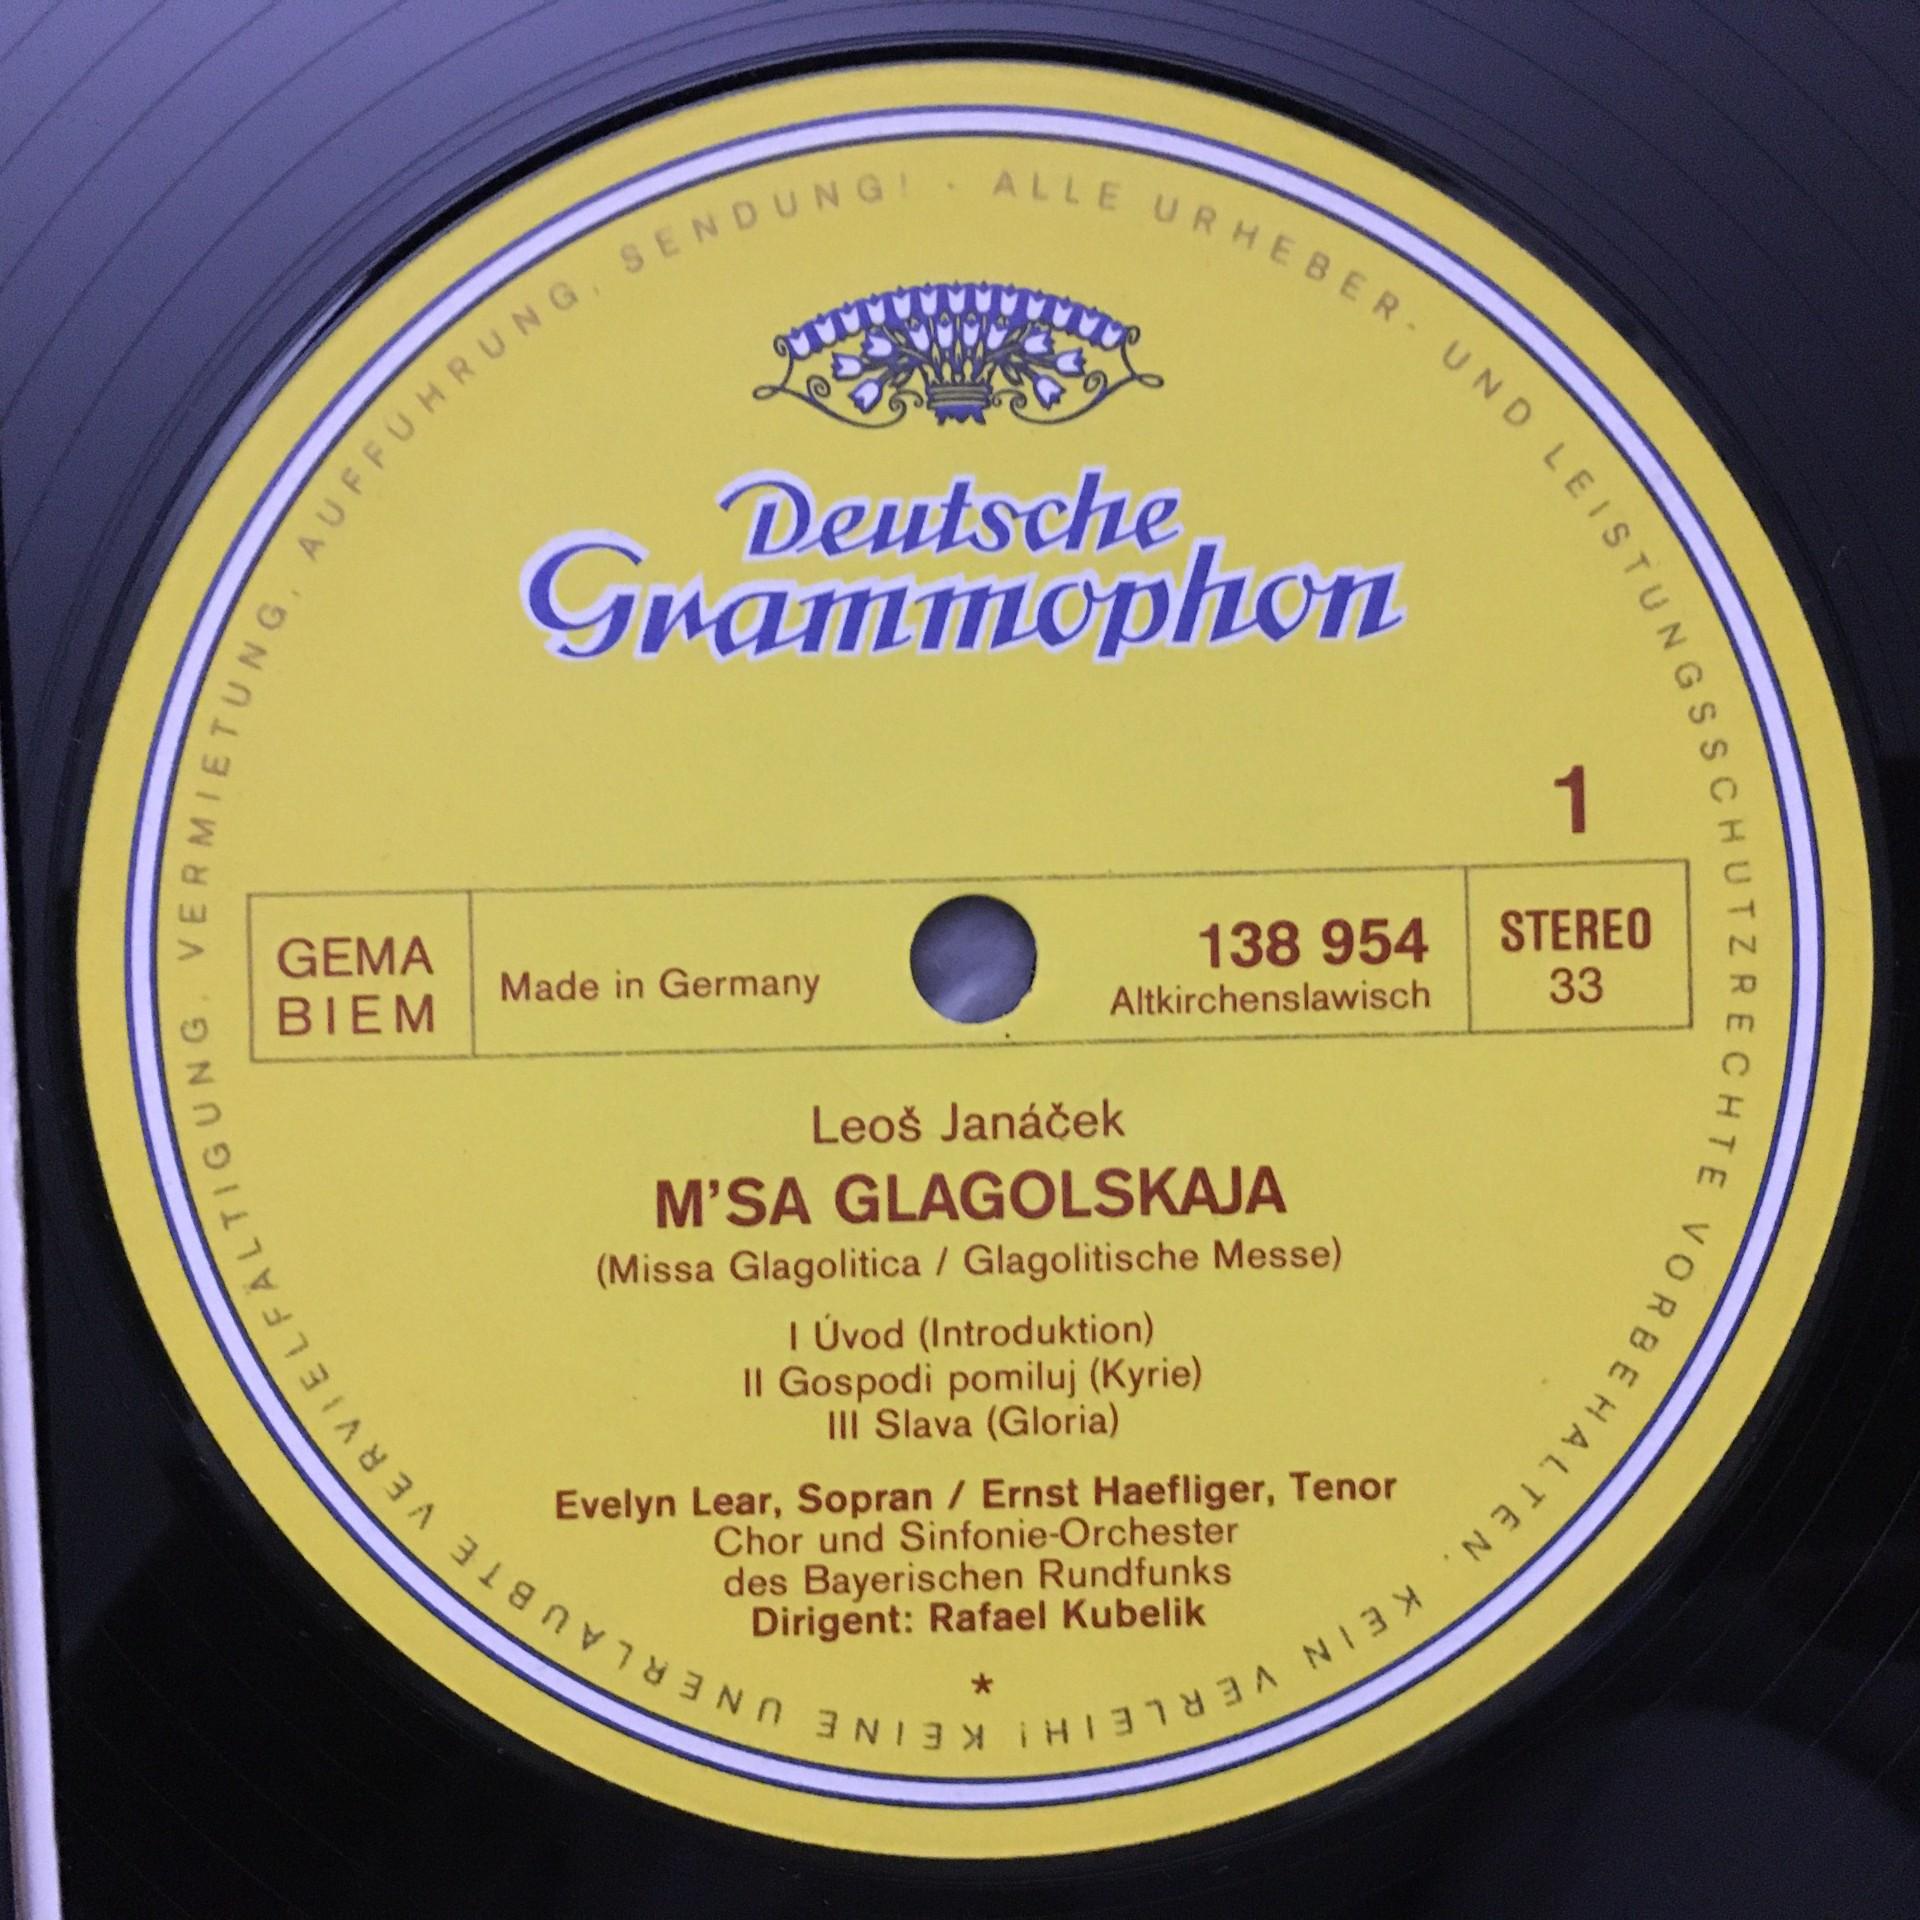 Deutsche
Grammophon
1
GEMA
BIEM
Made in Germany
138 954
Altkirchenslawisch
STEREO
33
Leoš Janáček
M’SA GLAGOLSKAJA
(Missa Glagolitica / Glagolitische Messe)
I Úvod (Introduktion)
II Gospodi pomiluj (Kyrie)
III Slava (Gloria)
Evelyn Lear, Sopran / Ernst Haefliger, Tenor
Chor und Sinfonie-Orchester
des Bayerischen Rundfunks
Dirigent: Rafael Kubelik
*
ALLE URHEBER- UND LEISTUNGSSCHUTZRECHTE VORBEHALTEN. KEIN VERLEIH! KEINE UNERLAUBTE VERVIELFÄLTIGUNG, VERMIETUNG, AUFFÜHRUNG, SENDUNG! ·